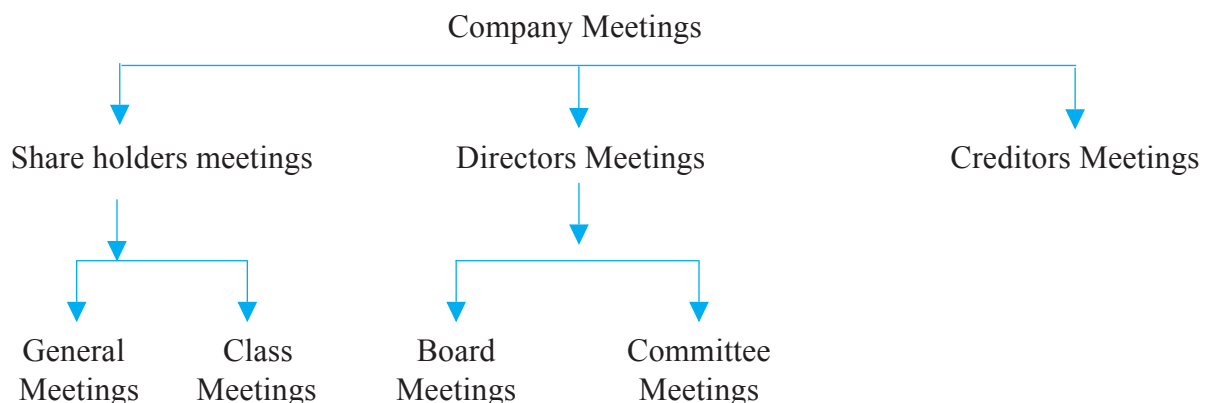 Company Meetings
Share holders meetings
Directors Meetings
Creditors Meetings
General
Meetings
Class
Meetings
Board
Meetings
Committee
Meetings